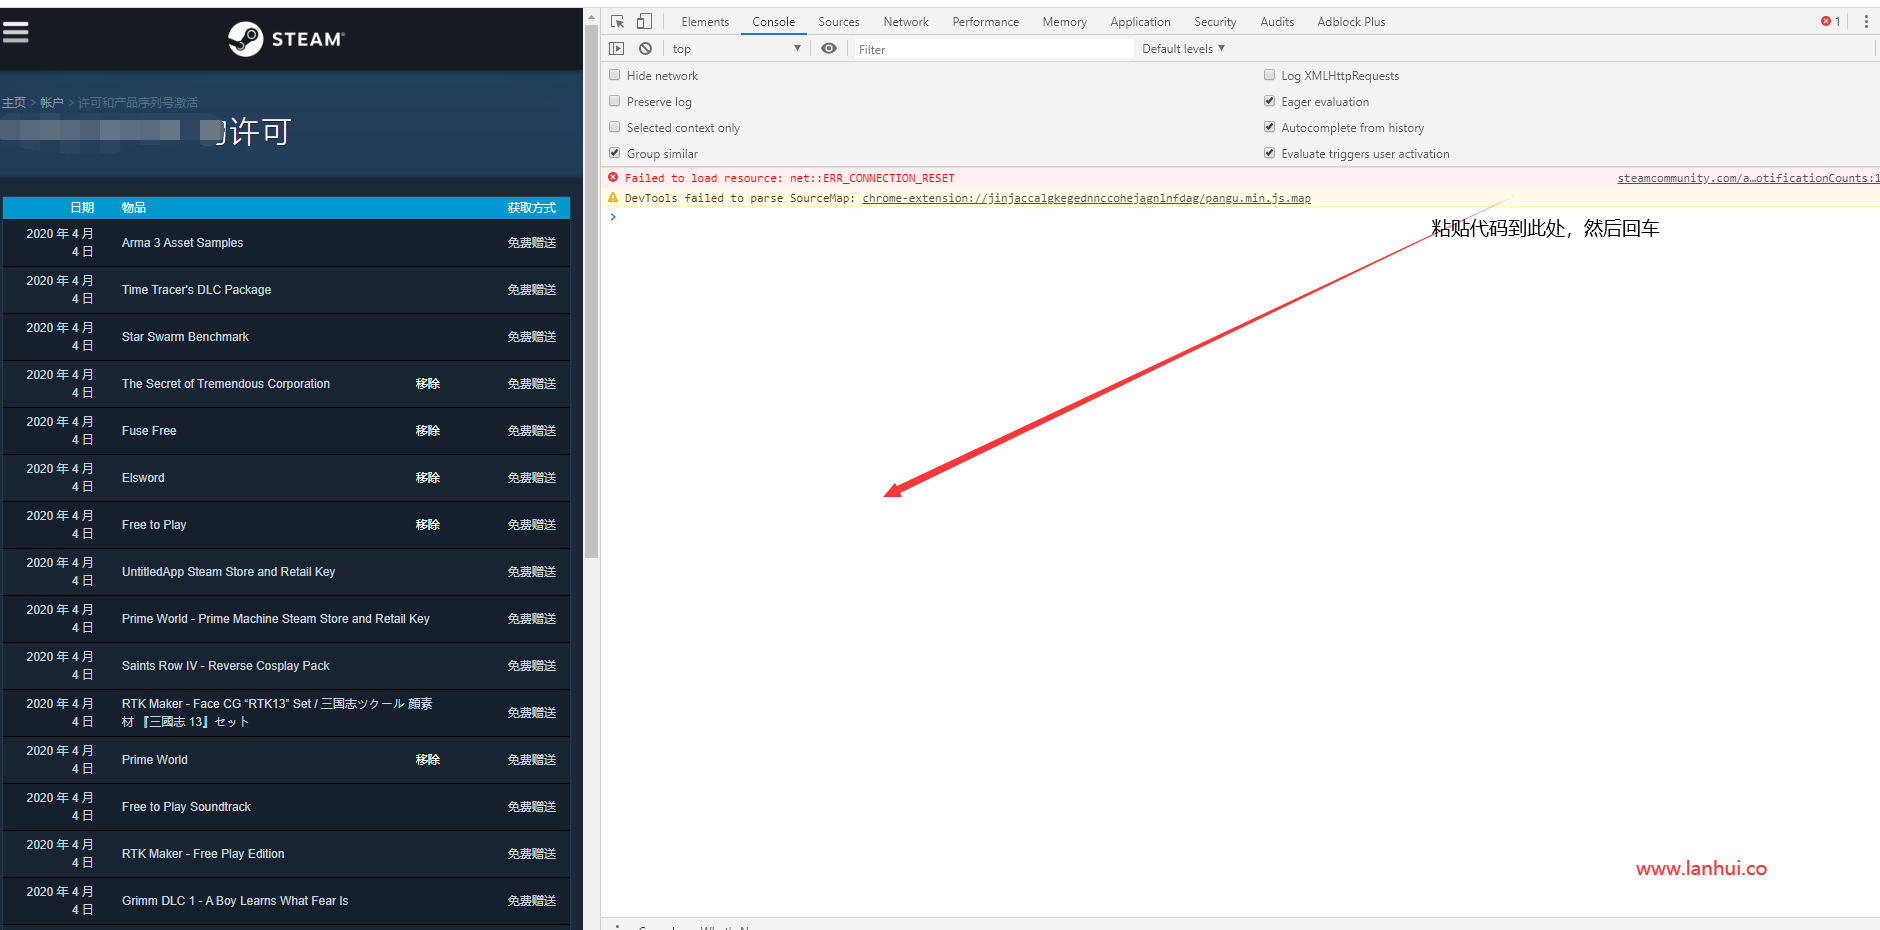 STEAM
主页 > 帐户 > 许可和产品序列号激活
许可
日期 物品 获取方式
2020 年 4 月
4 日
Arma 3 Asset Samples 免费赠送
2020 年 4 月
4 日
Time Tracer's DLC Package 免费赠送
2020 年 4 月
4 日
Star Swarm Benchmark 免费赠送
2020 年 4 月
4 日
The Secret of Tremendous Corporation 移除 免费赠送
2020 年 4 月
4 日
Fuse Free 移除 免费赠送
2020 年 4 月
4 日
Elsword 移除 免费赠送
2020 年 4 月
4 日
Free to Play 移除 免费赠送
2020 年 4 月
4 日
UntitledApp Steam Store and Retail Key 免费赠送
2020 年 4 月
4 日
Prime World - Prime Machine Steam Store and Retail Key 免费赠送
2020 年 4 月
4 日
Saints Row IV - Reverse Cosplay Pack 免费赠送
2020 年 4 月
4 日
RTK Maker - Face CG “RTK13” Set / 三国志ツクール 顔素
材 『三國志 13』セット
免费赠送
2020 年 4 月
4 日
Prime World 移除 免费赠送
2020 年 4 月
4 日
Free to Play Soundtrack 免费赠送
2020 年 4 月
4 日
RTK Maker - Free Play Edition 免费赠送
2020 年 4 月
4 日
Grimm DLC 1 - A Boy Learns What Fear Is 免费赠送
Elements Console Sources Network Performance Memory Application Security Audits Adblock Plus 1
top Filter Default levels
Hide network Log XMLHttpRequests
Preserve log Eager evaluation
Selected context only Autocomplete from history
Group similar Evaluate triggers user activation
Failed to load resource: net::ERR_CONNECTION_RESET steamcommunity.com/a…otificationCounts:1
DevTools failed to parse SourceMap: chrome-extension://jinjaccalgkegednnccohejagnlnfdag/pangu.min.js.map
粘贴代码到此处，然后回车
www.lanhui.co